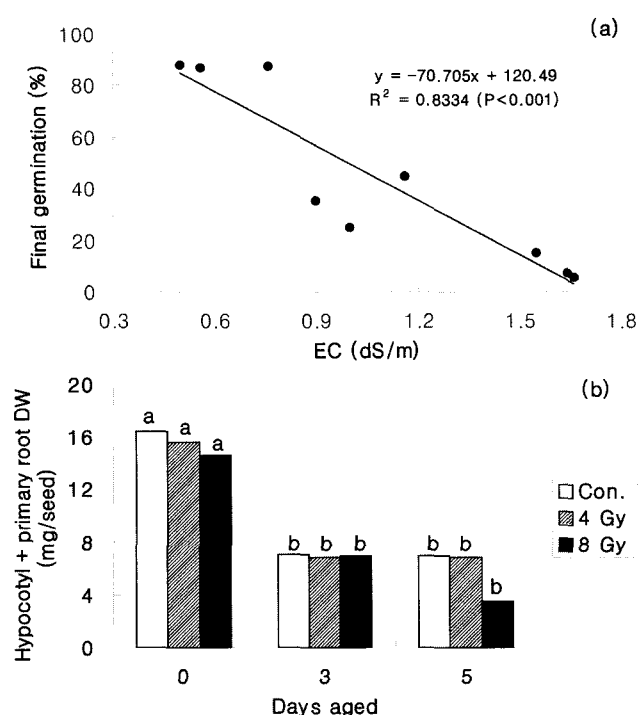 (a)
100
80
60
40
20
0
Final germination (%)
y = −70.705x + 120.49
R² = 0.8334 (P<0.001)
0.3 0.6 0.9 1.2 1.5 1.8
EC (dS/m)
(b)
20
16
12
8
4
0
Hypocotyl + primary root DW
(mg/seed)
a a a
b b b
b b b
Con.
4 Gy
8 Gy
0 3 5
Days aged